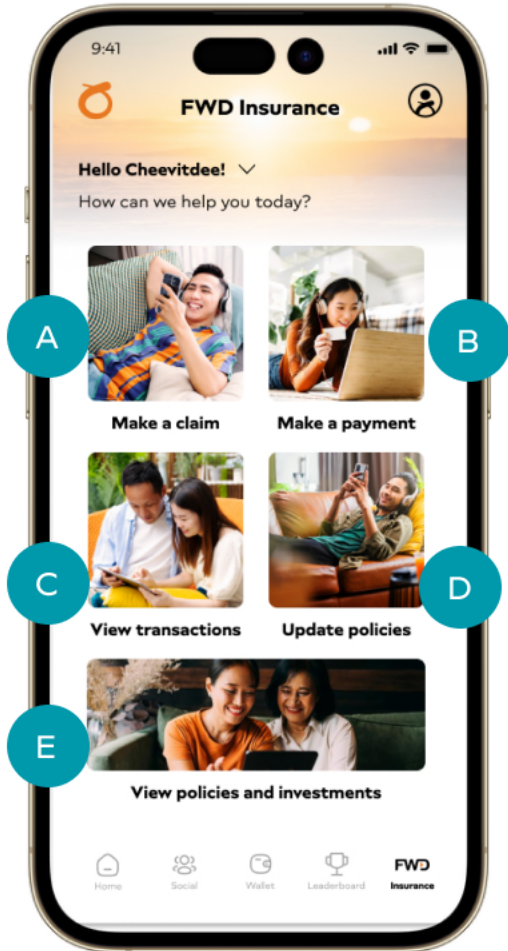 9:41
FWD Insurance
Hello Cheevitdee!
How can we help you today?
A
B
Make a claim
Make a payment
C
D
View transactions
Update policies
E
View policies and investments
Home
Social
Wallet
Leaderboard
FWD
Insurance